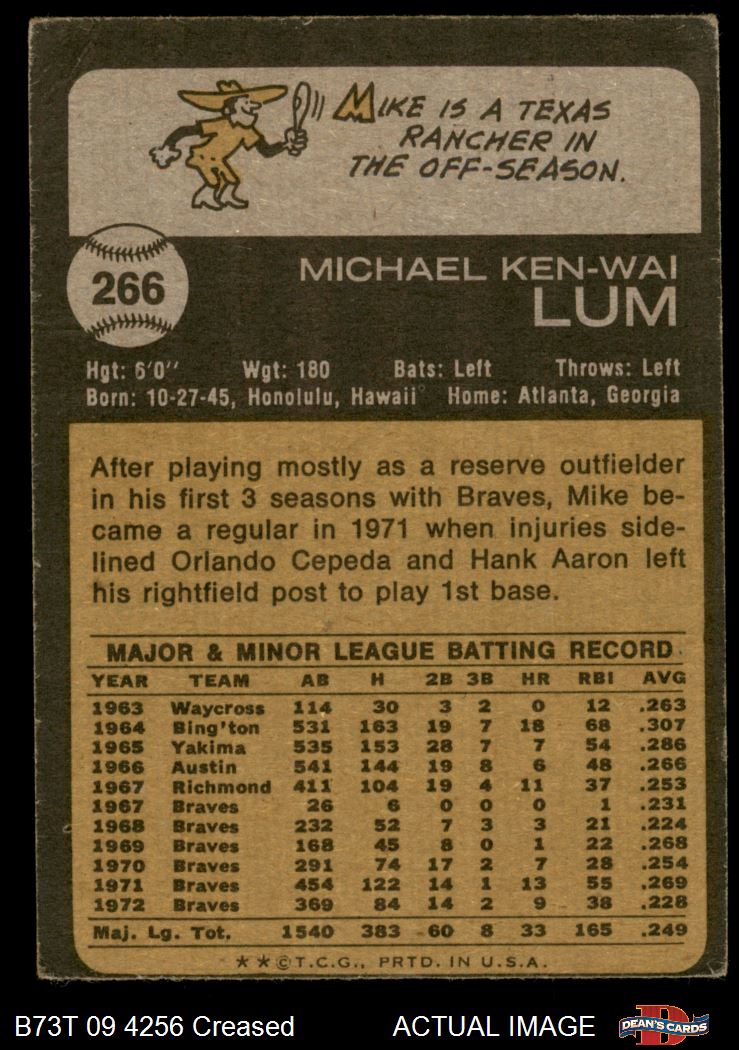 MIKE IS A TEXAS
RANCHER IN
THE OFF-SEASON.
266
MICHAEL KEN-WAI
LUM
Hgt: 6'0" Wgt: 180 Bats: Left Throws: Left
Born: 10-27-45, Honolulu, Hawaii Home: Atlanta, Georgia
After playing mostly as a reserve outfielder
in his first 3 seasons with Braves, Mike be-
came a regular in 1971 when injuries side-
lined Orlando Cepeda and Hank Aaron left
his rightfield post to play 1st base.
MAJOR & MINOR LEAGUE BATTING RECORD
YEAR TEAM AB H 2B 3B HR RBI AVG
1963 Waycross 114 30 3 2 0 12 .263
1964 Bing'ton 531 163 19 7 18 68 .307
1965 Yakima 535 153 28 7 7 54 .286
1966 Austin 541 144 19 8 6 48 .266
1967 Richmond 411 104 19 4 11 37 .253
1967 Braves 26 6 0 0 0 1 .231
1968 Braves 232 52 7 3 3 21 .224
1969 Braves 168 45 8 0 1 22 .268
1970 Braves 291 74 17 2 7 28 .254
1971 Braves 454 122 14 1 13 55 .269
1972 Braves 369 84 14 2 9 38 .228
Maj. Lg. Tot. 1540 383 60 8 33 165 .249
★★©T.C.G., PRTD. IN U.S.A.
B73T 09 4256 Creased ACTUAL IMAGE
D
DEAN'S CARDS